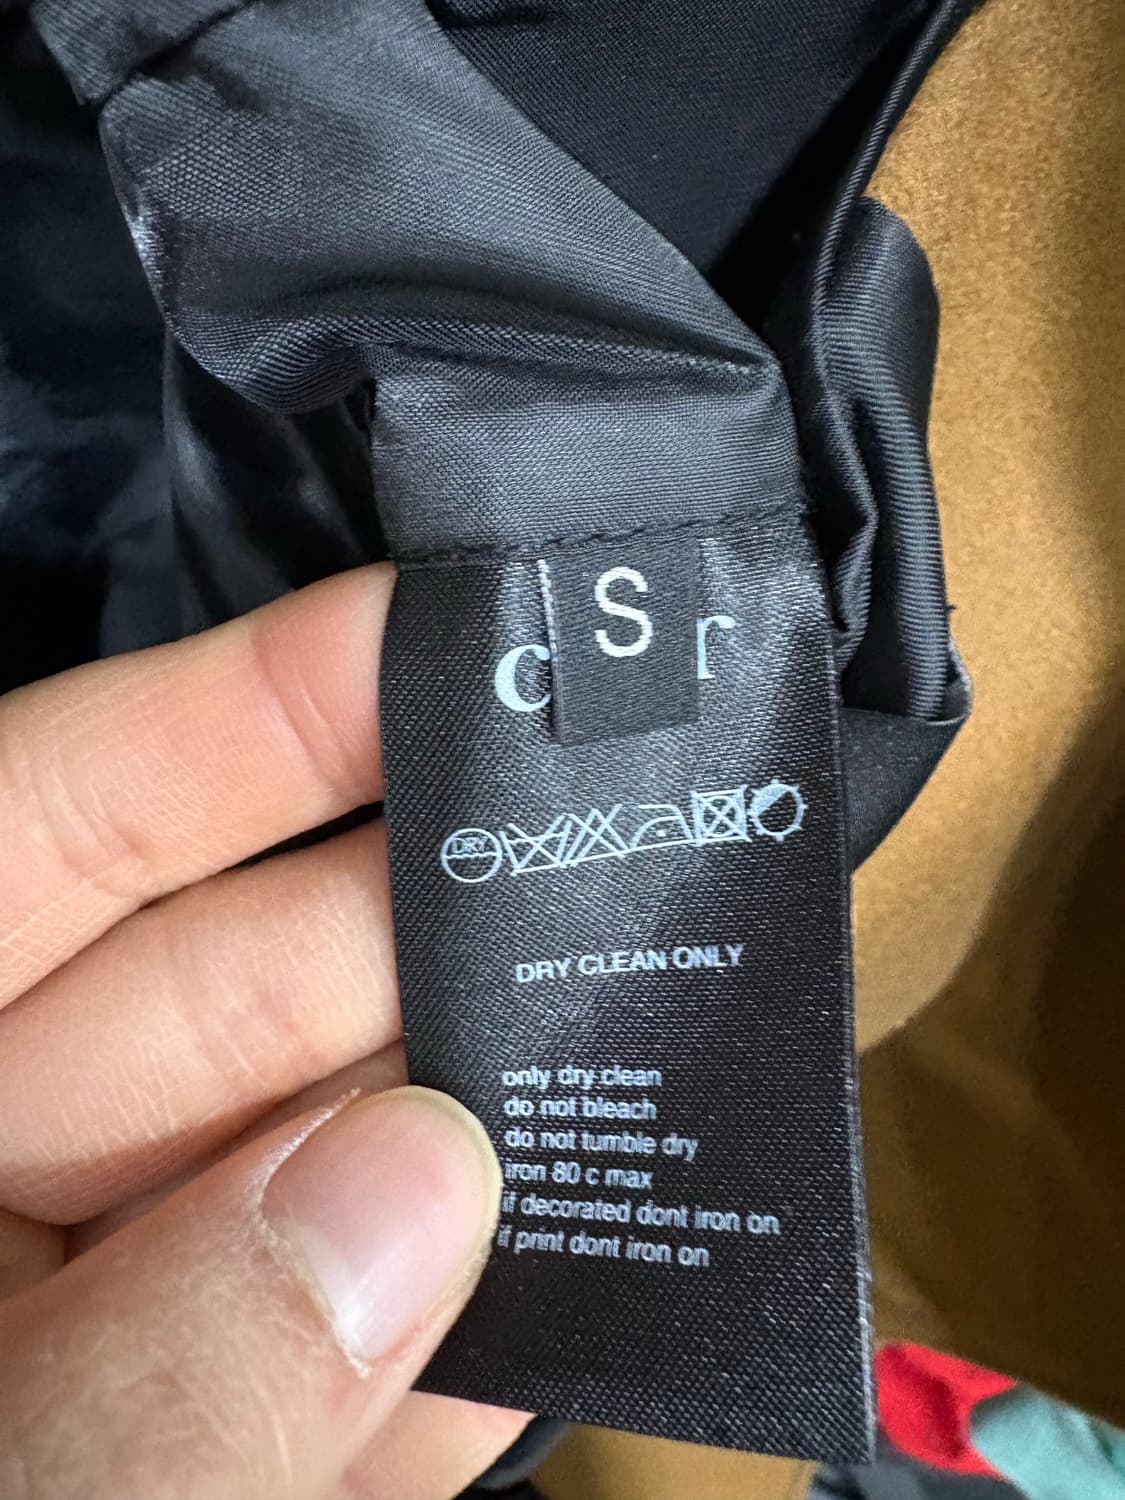 S
c r
DRY
DRY CLEAN ONLY
only dry clean
do not bleach
do not tumble dry
iron 80 c max
if decorated dont iron on
if print dont iron on